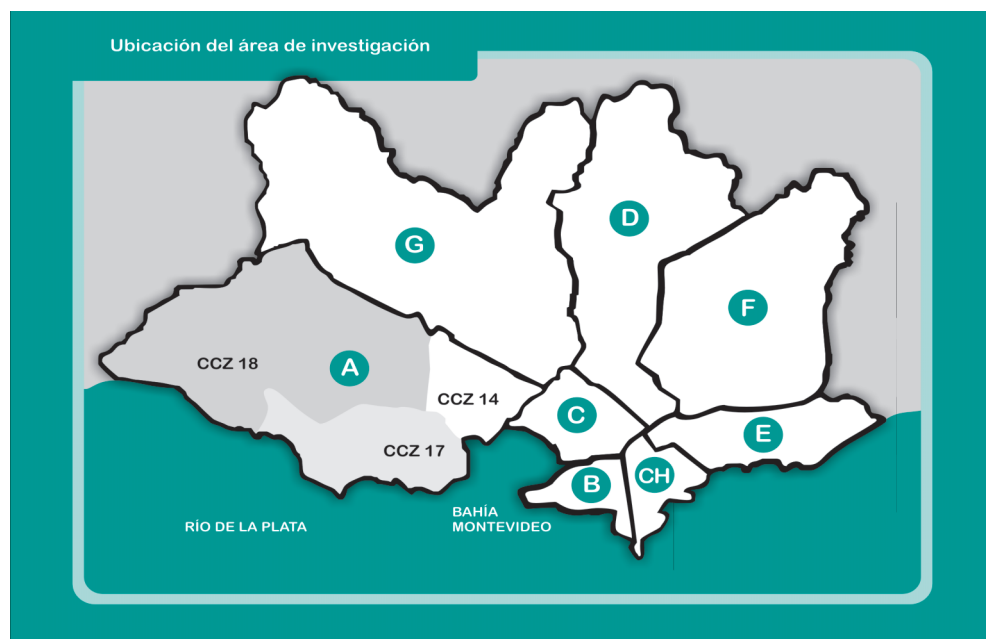 Ubicación del área de investigación
D
G
F
CCZ 18
A
CCZ 14
C
E
CCZ 17
CH
B
BAHÍA
MONTEVIDEO
RÍO DE LA PLATA